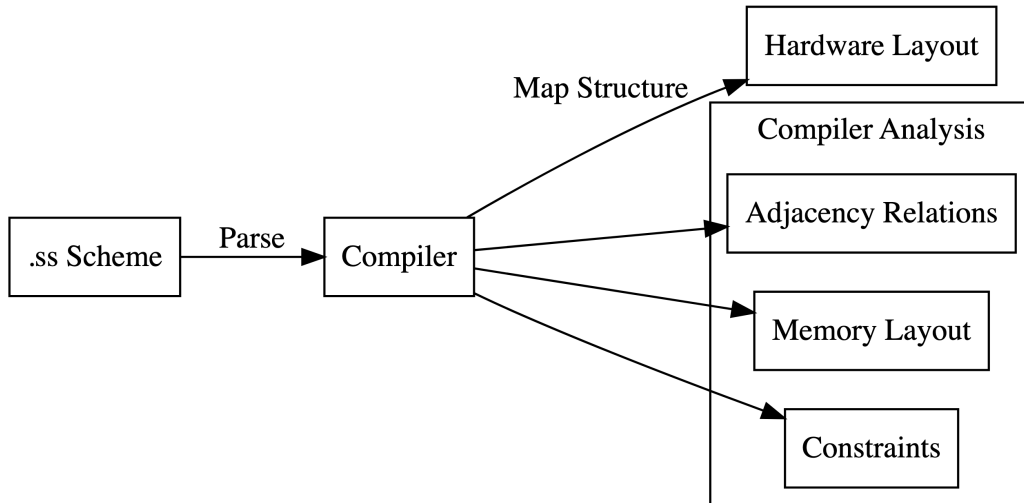 Hardware Layout
Map Structure
Compiler Analysis
Adjacency Relations
Parse
.ss Scheme
Compiler
Memory Layout
Constraints